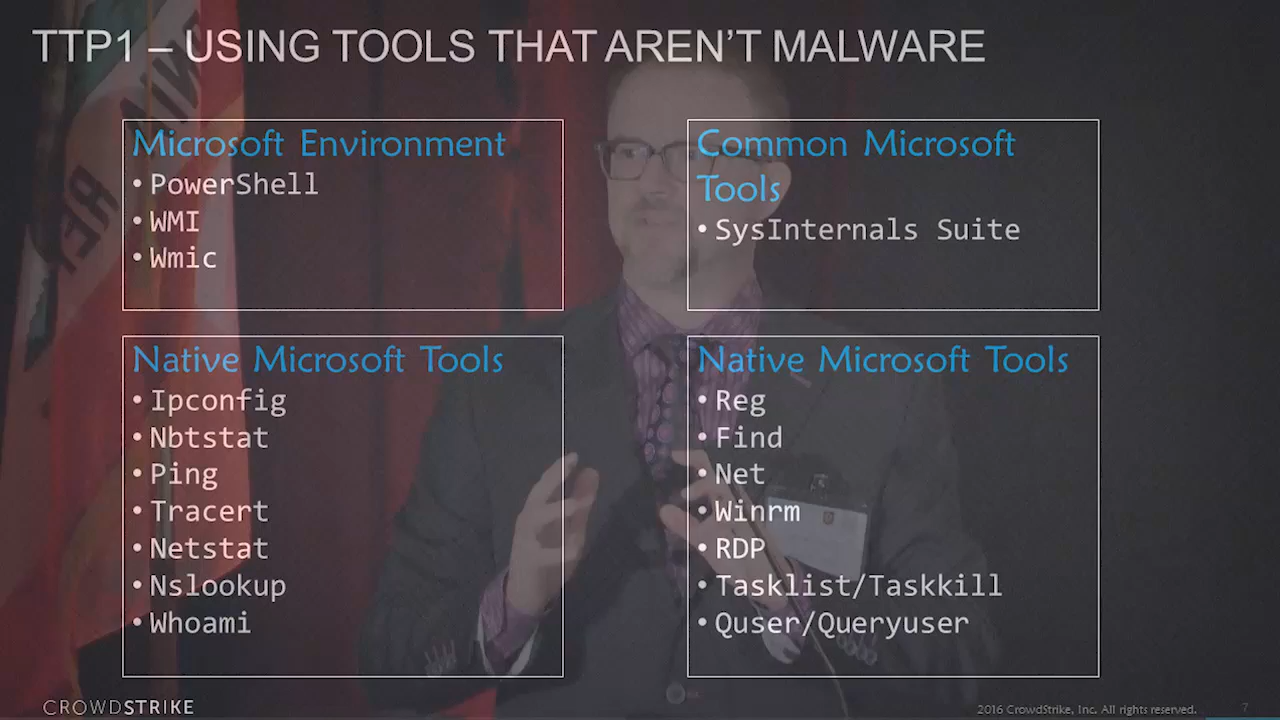 TTP1 – USING TOOLS THAT AREN'T MALWARE
Microsoft Environment
• PowerShell
• WMI
• Wmic
Common Microsoft
Tools
• SysInternals Suite
Native Microsoft Tools
• Ipconfig
• Nbtstat
• Ping
• Tracert
• Netstat
• Nslookup
• Whoami
Native Microsoft Tools
• Reg
• Find
• Net
• Winrm
• RDP
• Tasklist/Taskkill
• Quser/Queryuser
CROWDSTRIKE
2016 CrowdStrike, Inc. All rights reserved.
7